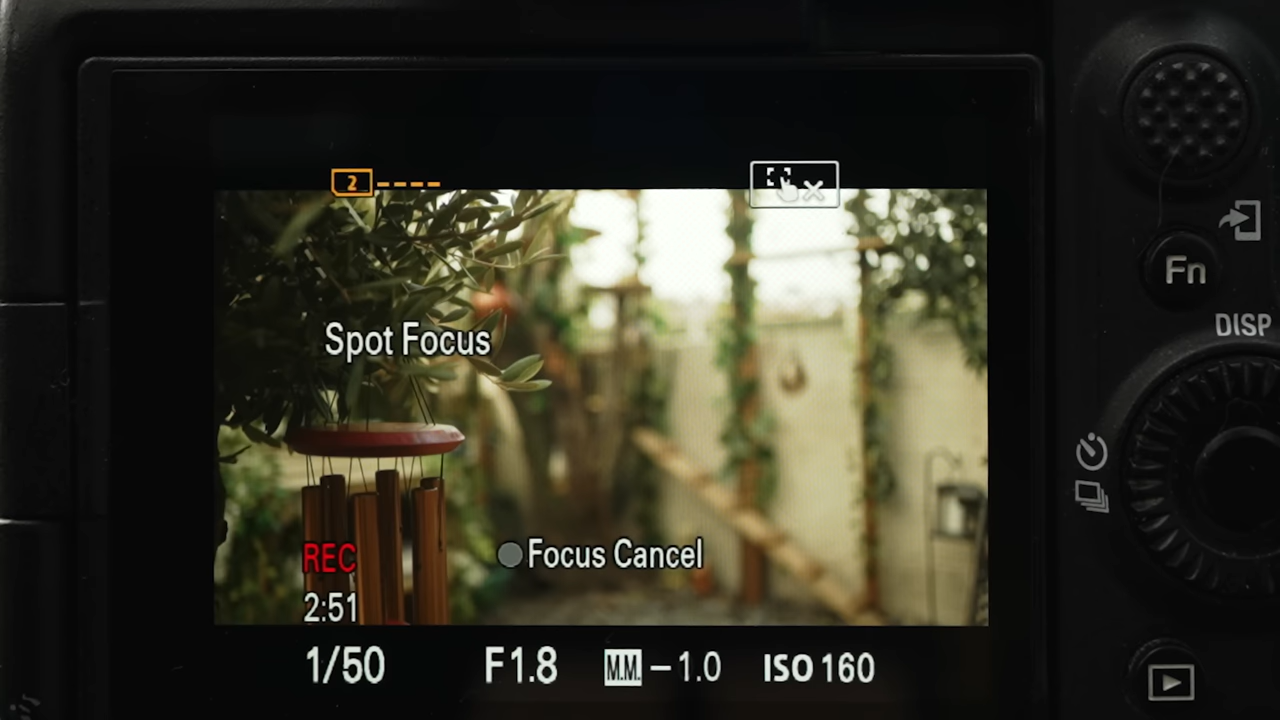 2
Spot Focus
Fn
DISP
REC
Focus Cancel
2:51
1/50 F1.8 M.M. −1.0 ISO 160